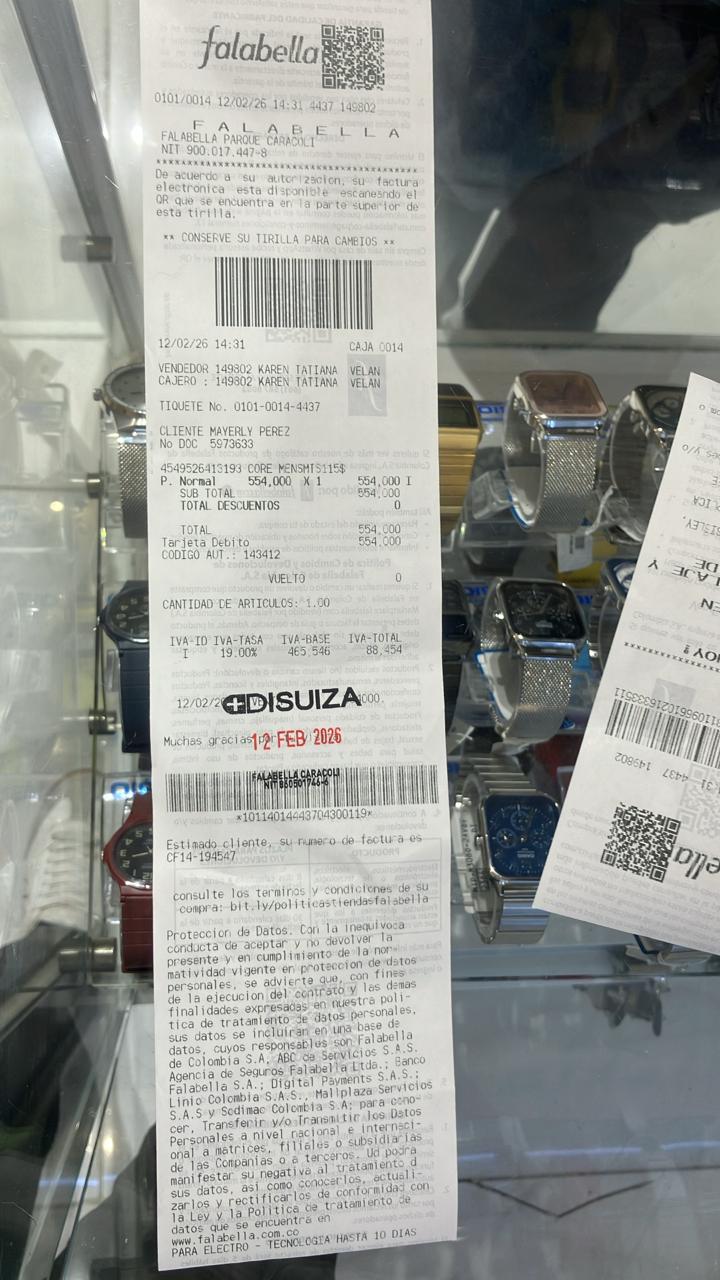 falabella
0101/0014 12/02/26 14:31 4437 149802
F A L A B E L L A
FALABELLA PARQUE CARACOLI
NIT 900.017.447-8
De acuerdo a su autorizacion, su factura
electronica esta disponible escaneando el
QR que se encuentra en la parte superior de
esta tirilla.
** CONSERVE SU TIRILLA PARA CAMBIOS **
12/02/26 14:31 CAJA 0014
VENDEDOR 149802 KAREN TATIANA VELAN
CAJERO : 149802 KAREN TATIANA VELAN
TIQUETE No. 0101-0014-4437
CLIENTE MAYERLY PEREZ
No DOC 5973633
4549526413193 CORE MENSMTS115$
P. Normal 554,000 X 1 554,000 I
SUB TOTAL 554,000
TOTAL DESCUENTOS 0
TOTAL 554,000
Tarjeta Debito 554,000
CODIGO AUT.: 143412
VUELTO 0
CANTIDAD DE ARTICULOS: 1.00
IVA-ID IVA-TASA IVA-BASE IVA-TOTAL
I 19.00% 465,546 88,454
12/02/2
DISUIZA
Muchas gracias
12 FEB 2026
FALABELLA CARACOLI
NIT 860501746-6
*1011401444370430​0119*
Estimado cliente, su numero de factura es
CF14-194547
consulte los terminos y condiciones de su
compra: bit.ly/politicastiendasfalabella
Proteccion de Datos. Con la inequivoca
conducta de aceptar y no devolver la
presente y en cumplimiento de la nor-
matividad vigente en proteccion de datos
personales, se advierte que, con fines
de la ejecucion del contrato y las demas
finalidades expresadas en nuestra poli-
tica de tratamiento de datos personales,
sus datos se incluiran en una base de
datos, cuyos responsables son Falabella
de Colombia S.A, ABC de Servicios S.A.S.
Agencia de Seguros Falabella Ltda.; Banco
Falabella S.A.; Digital Payments S.A.S.;
Linio Colombia S.A.S., Mallplaza Servicios
S.A.S y Sodimac Colombia S.A; para cono-
cer, Transferir y/o Transmitir los Datos
Personales a nivel nacional e internaci-
onal a matrices, filiales o subsidiarias
de las Companias o a terceros. Ud podra
manifestar su negativa al tratamiento d
sus datos, asi como conocerlos, actuali-
zarlos y rectificarlos de conformidad con
la Ley y la Politica de tratamiento de
datos que se encuentra en
www.falabella.com.co
PARA ELECTRO - TECNOLOGIA HASTA 10 DIAS